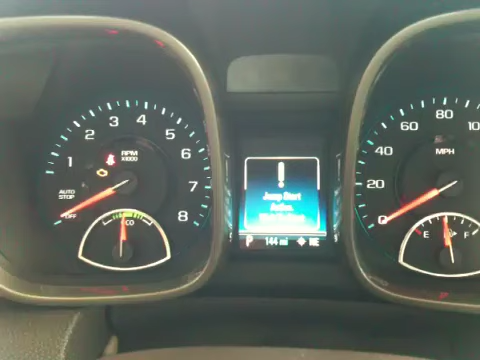 1 2 3 4 5 6 7 8
RPM
X1000
AUTO
STOP
OFF
ECO
Jump Start
Active
P 144 mi NE
0 20 40 60 80
MPH
E F